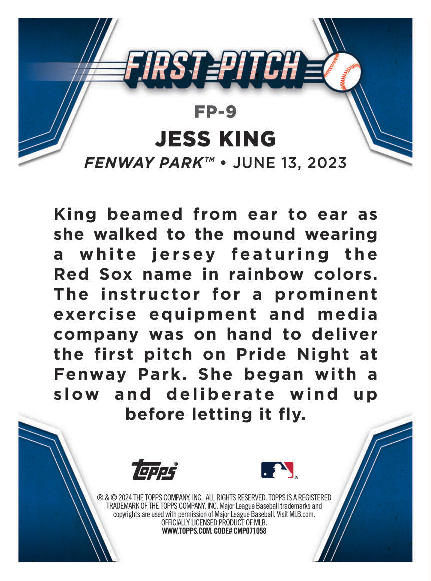 FIRST PITCH
FP-9
JESS KING
FENWAY PARK™ • JUNE 13, 2023
King beamed from ear to ear as
she walked to the mound wearing
a white jersey featuring the
Red Sox name in rainbow colors.
The instructor for a prominent
exercise equipment and media
company was on hand to deliver
the first pitch on Pride Night at
Fenway Park. She began with a
slow and deliberate wind up
before letting it fly.
Topps
® & © 2024 THE TOPPS COMPANY, INC. ALL RIGHTS RESERVED. TOPPS IS A REGISTERED
TRADEMARK OF THE TOPPS COMPANY, INC. Major League Baseball trademarks and
copyrights are used with permission of Major League Baseball. Visit MLB.com.
OFFICIALLY LICENSED PRODUCT OF MLB.
WWW.TOPPS.COM. CODE# CMP071058